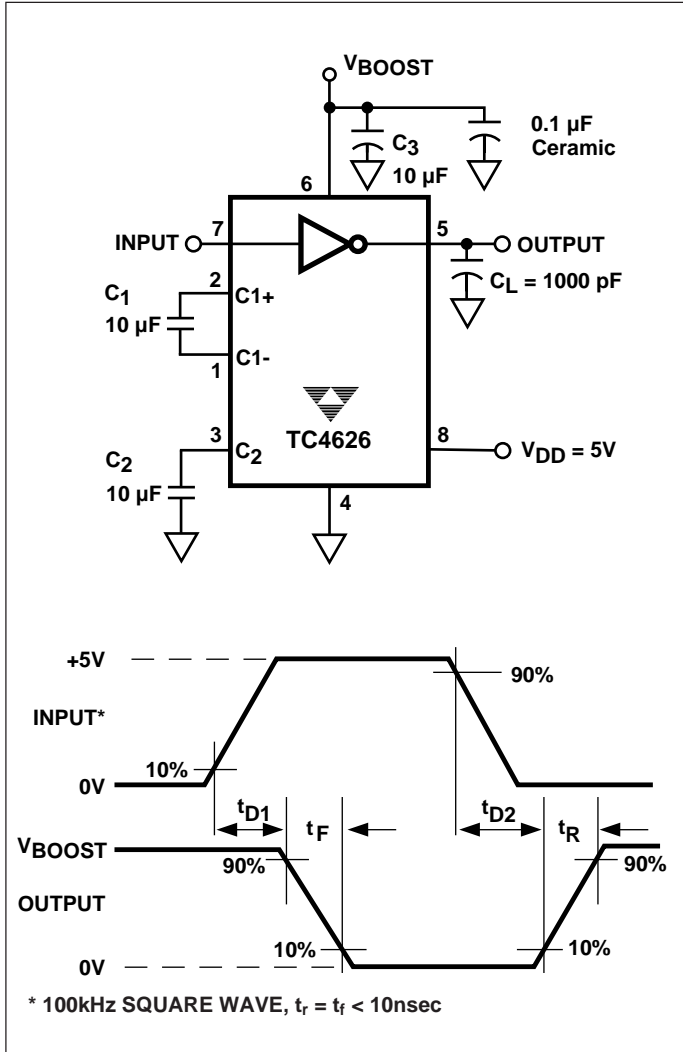 VBOOST
C3
10 µF
0.1 µF
Ceramic
6
INPUT
7
5
OUTPUT
CL = 1000 pF
C1
10 µF
2
C1+
C1-
1
TC4626
3
C2
8
VDD = 5V
C2
10 µF
4
+5V
90%
INPUT*
10%
0V
tD1
tF
tD2
tR
VBOOST
90%
90%
OUTPUT
10%
10%
0V
* 100kHz SQUARE WAVE, tr = tf < 10nsec